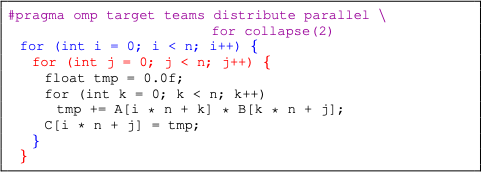 #pragma omp target teams distribute parallel \
for collapse(2)
for (int i = 0; i < n; i++) {
for (int j = 0; j < n; j++) {
float tmp = 0.0f;
for (int k = 0; k < n; k++)
tmp += A[i * n + k] * B[k * n + j];
C[i * n + j] = tmp;
}
}